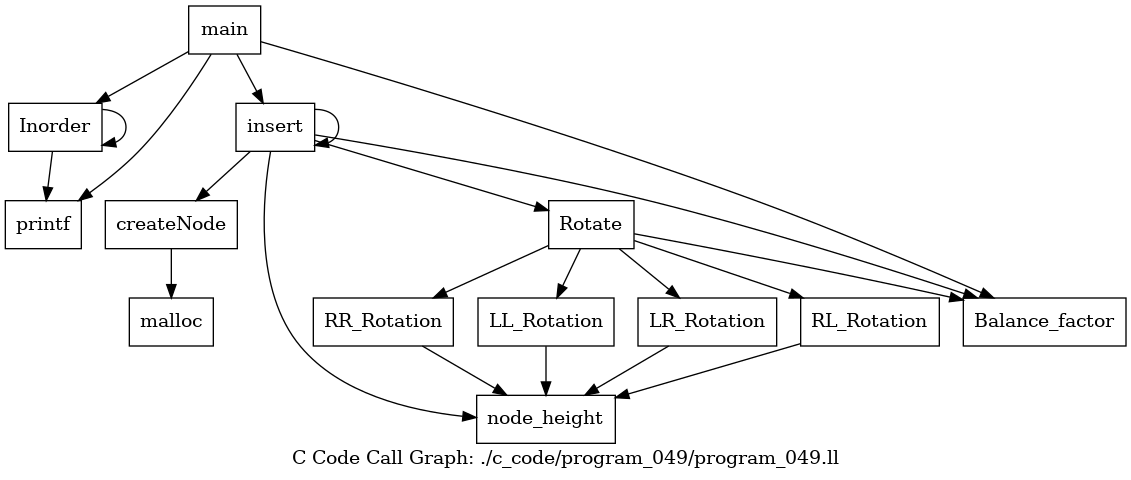 main
Inorder
insert
printf
createNode
Rotate
malloc
RR_Rotation
LL_Rotation
LR_Rotation
RL_Rotation
Balance_factor
node_height
C Code Call Graph: ./c_code/program_049/program_049.ll